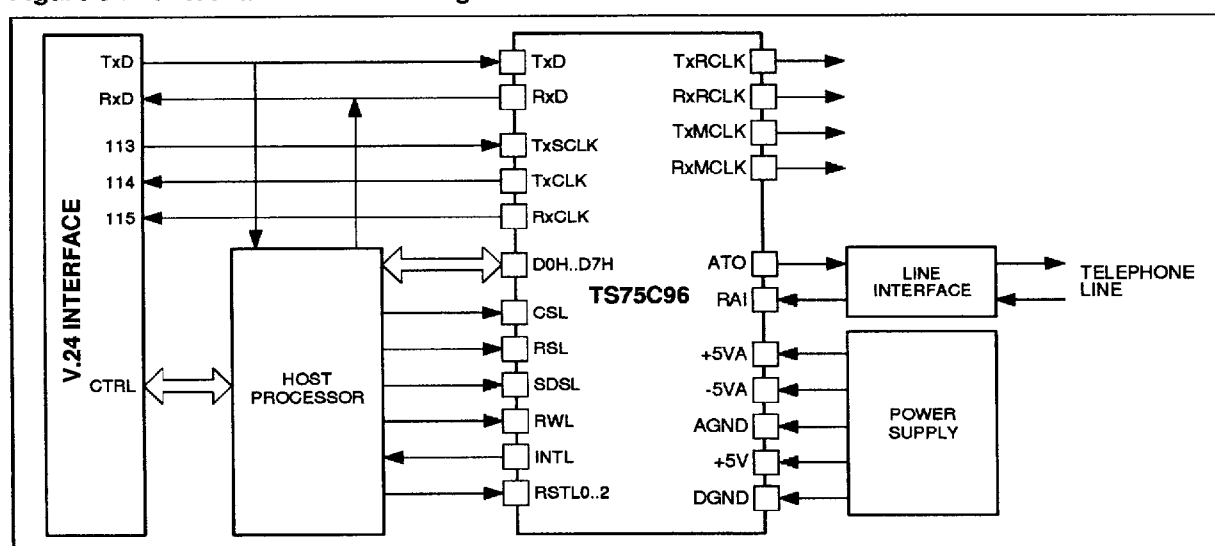 V.24 INTERFACE
TxD
RxD
113
114
115
CTRL
HOST
PROCESSOR
TxD
RxD
TxSCLK
TxCLK
RxCLK
D0H..D7H
CSL
RSL
SDSL
RWL
INTL
RSTL0..2
TS75C96
TxRCLK
RxRCLK
TxMCLK
RxMCLK
ATO
RAI
+5VA
-5VA
AGND
+5V
DGND
LINE
INTERFACE
TELEPHONE
LINE
POWER
SUPPLY